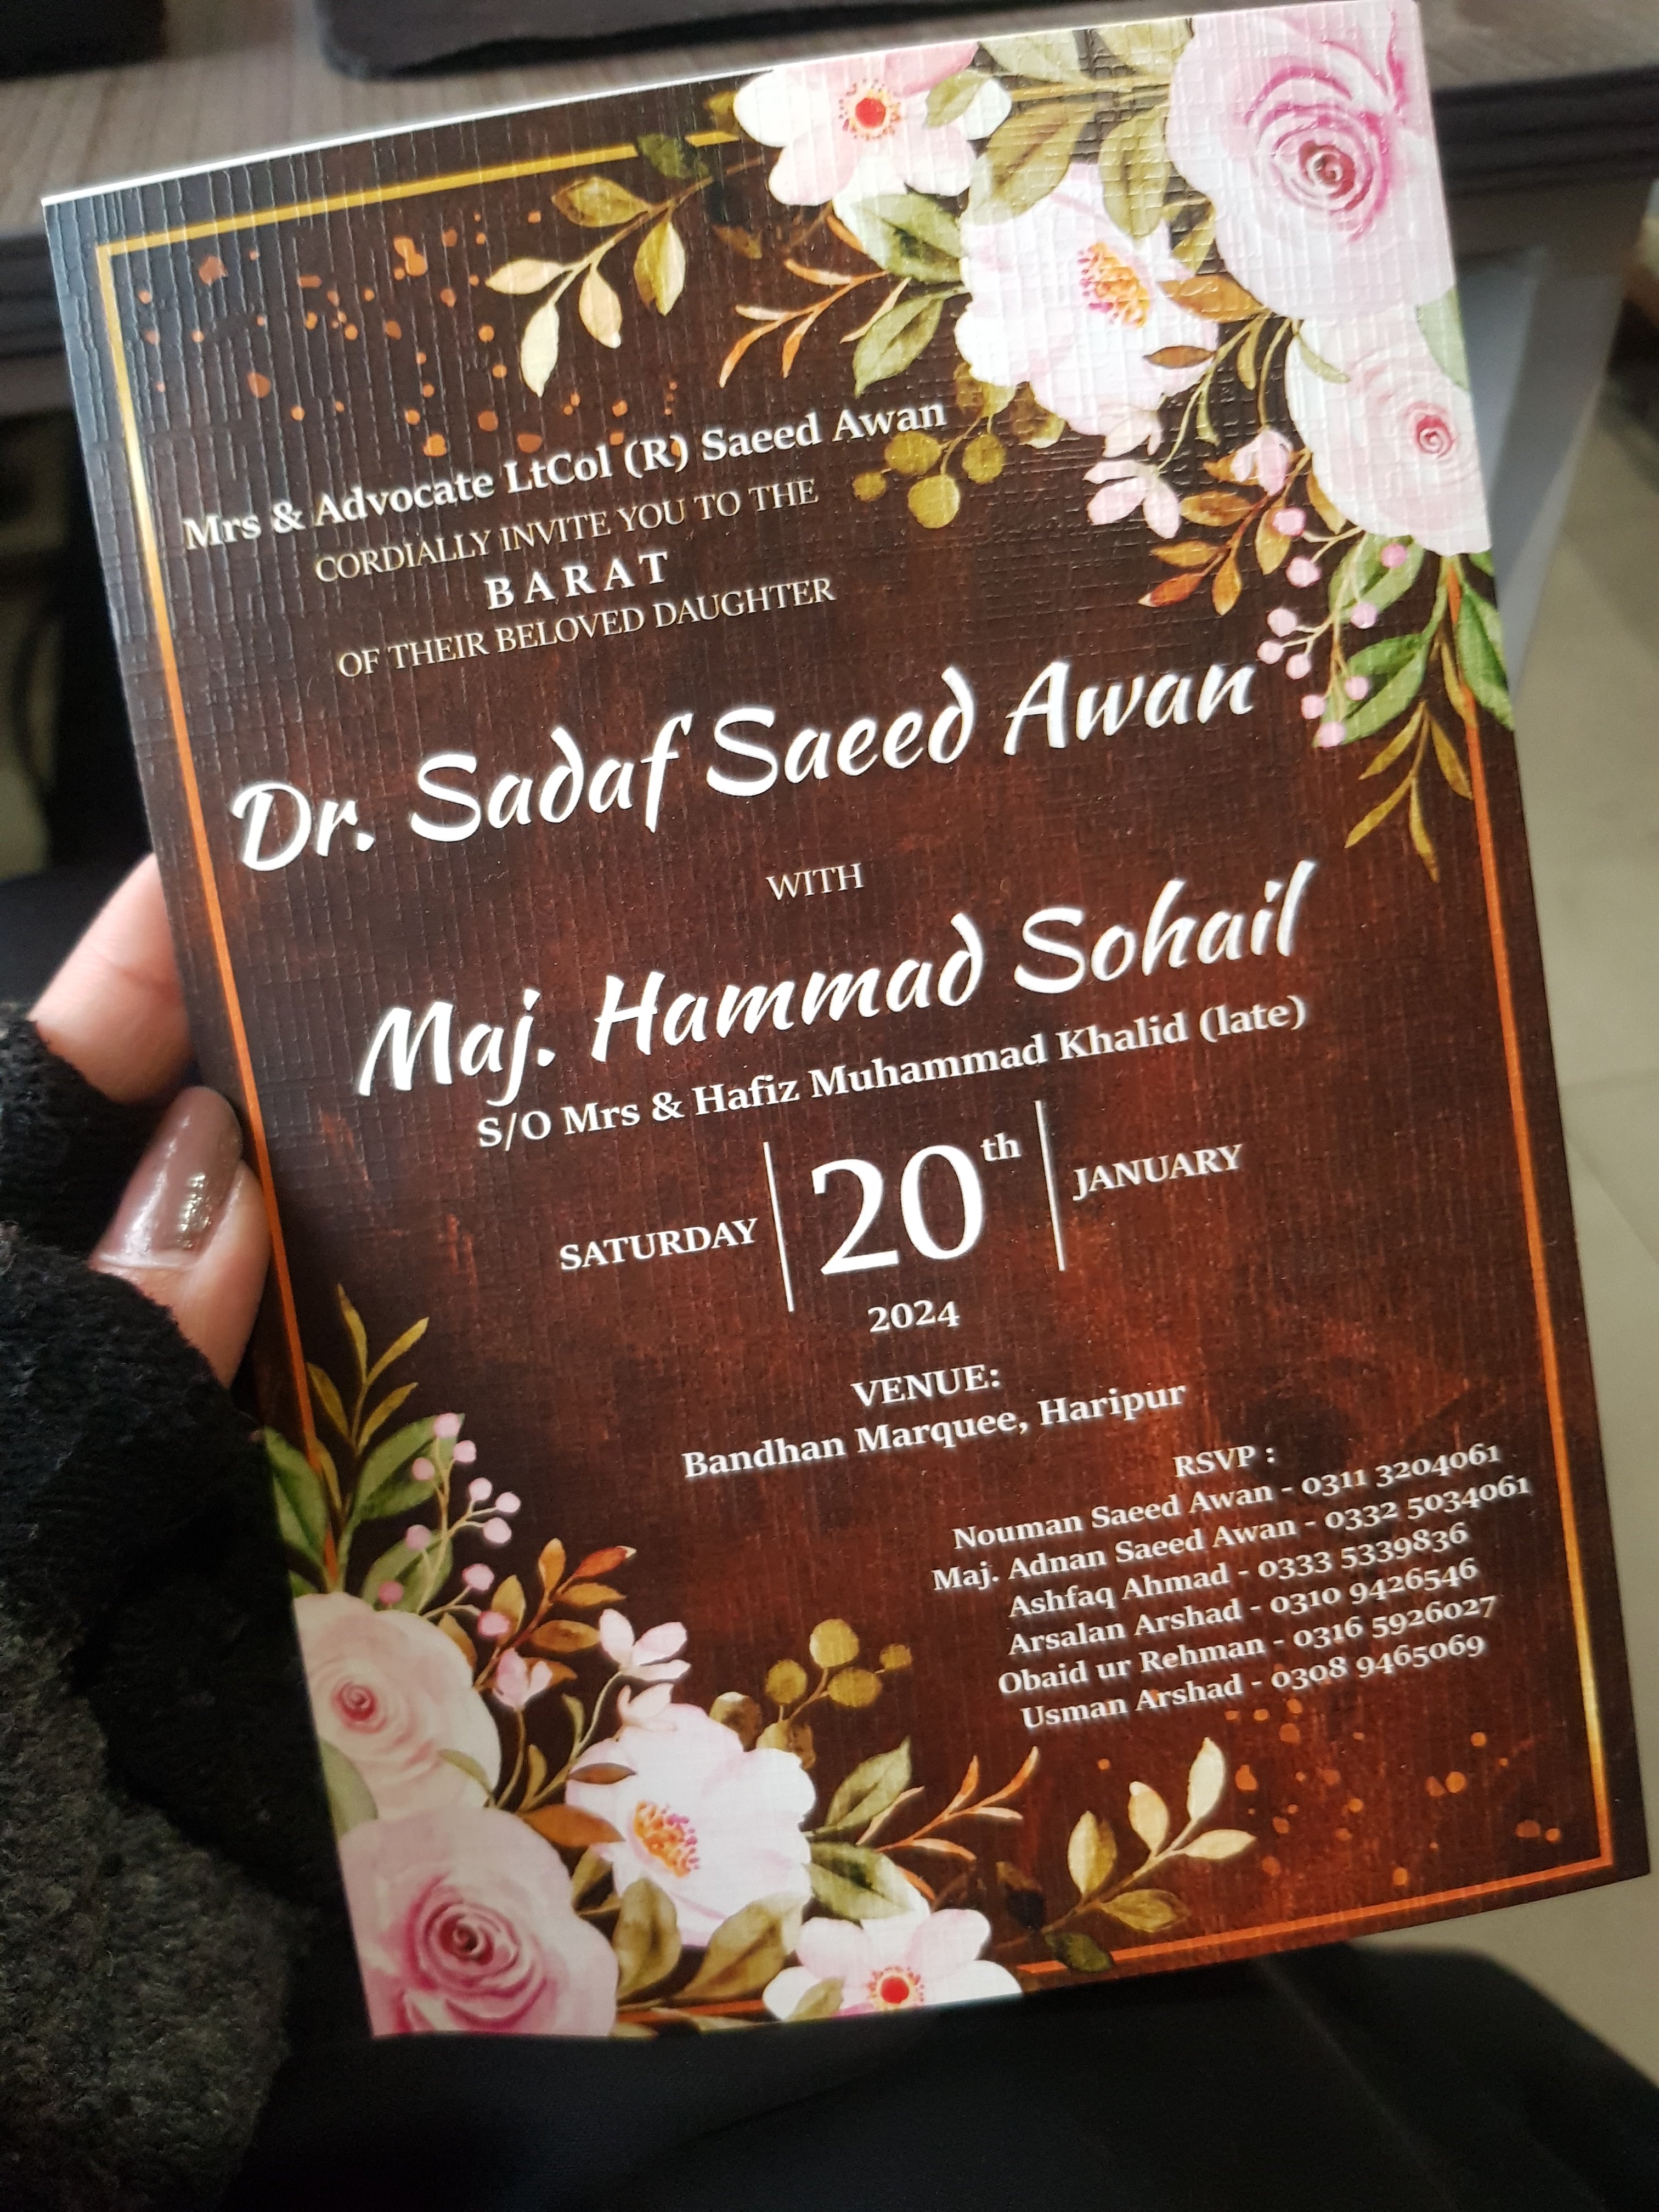 Mrs & Advocate LtCol (R) Saeed Awan
CORDIALLY INVITE YOU TO THE
BARAT
OF THEIR BELOVED DAUGHTER
Dr. Sadaf Saeed Awan
WITH
Maj. Hammad Sohail
S/O Mrs & Hafiz Muhammad Khalid (late)
SATURDAY 20th JANUARY
2024
VENUE:
Bandhan Marquee, Haripur
RSVP :
Nouman Saeed Awan - 0311 3204061
Maj. Adnan Saeed Awan - 0332 5034061
Ashfaq Ahmad - 0333 5339836
Arsalan Arshad - 0310 9426546
Obaid ur Rehman - 0316 5926027
Usman Arshad - 0308 9465069